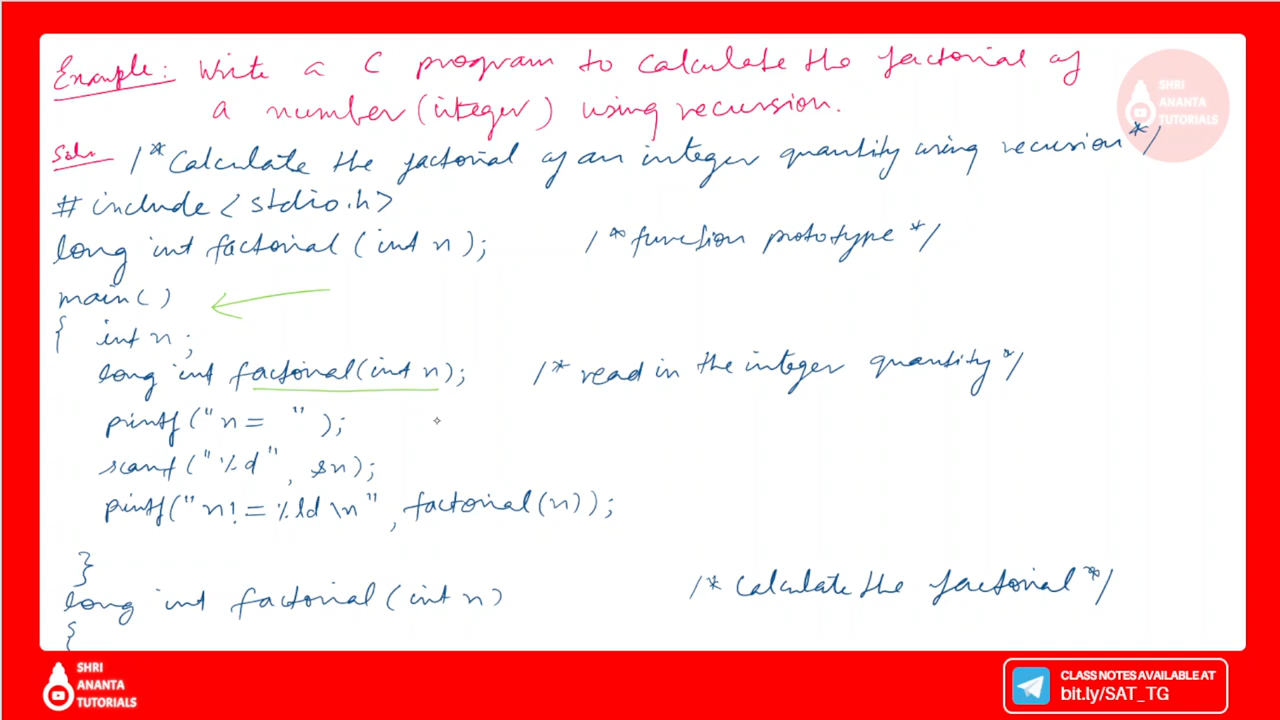 Example: Write a C program to calculate the factorial of
a number (integer) using recursion.
SHRI
ANANTA
TUTORIALS
Soln /* Calculate the factorial of an integer quantity using recursion */
# include < stdio.h>
long int factorial (int n); /* function prototype */
main( )
{ int n;
long int factorial(int n); /* read in the integer quantity */
printf ("n = ");
scanf ("%d", &n);
printf("n! = %ld \n", factorial(n));
}
long int factorial (int n) /* Calculate the factorial */
{
SHRI
ANANTA
TUTORIALS
CLASS NOTES AVAILABLE AT
bit.ly/SAT_TG